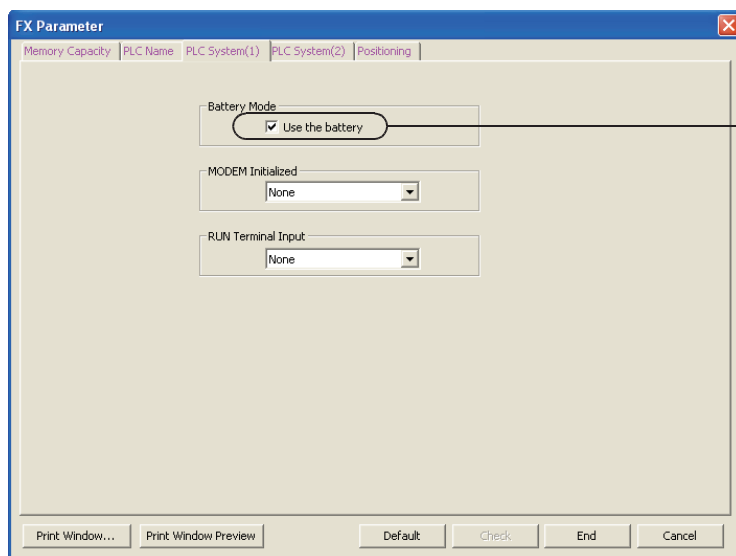 FX Parameter
Memory Capacity PLC Name PLC System(1) PLC System(2) Positioning
Battery Mode
Use the battery
MODEM Initialized
None
RUN Terminal Input
None
Print Window... Print Window Preview Default Check End Cancel